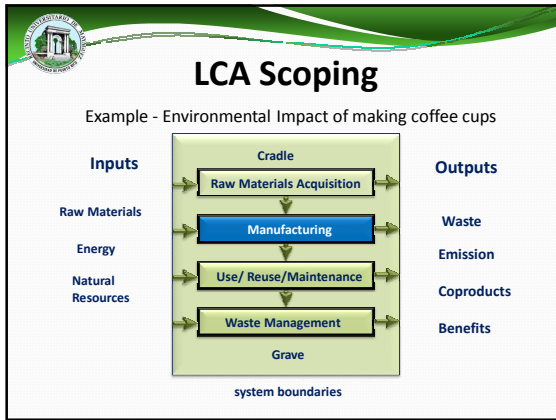 LCA Scoping
Example - Environmental Impact of making coffee cups
Inputs
Raw Materials
Energy
Natural
Resources
Cradle
Raw Materials Acquisition
Manufacturing
Use/ Reuse/Maintenance
Waste Management
Grave
Outputs
Waste
Emission
Coproducts
Benefits
system boundaries